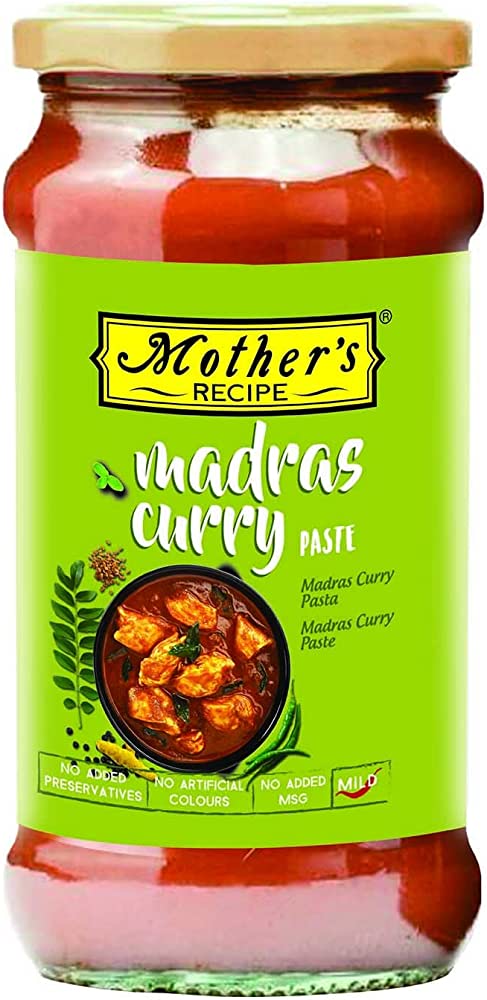 Mother's ®
RECIPE
madras
curry PASTE
Madras Curry
Pasta
Madras Curry
Paste
NO ADDED
PRESERVATIVES
NO ARTIFICIAL
COLOURS
NO ADDED
MSG
MILD